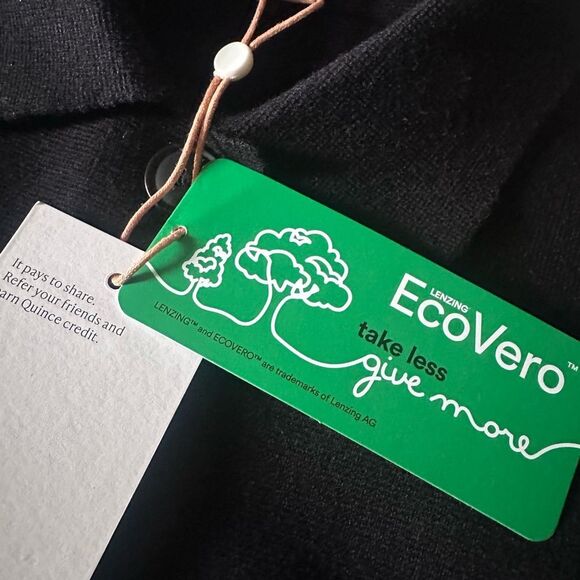 It pays to share.
Refer your friends and
earn Quince credit.
LENZING
EcoVero™
take less
give more
LENZING™ and ECOVERO™ are trademarks of Lenzing AG